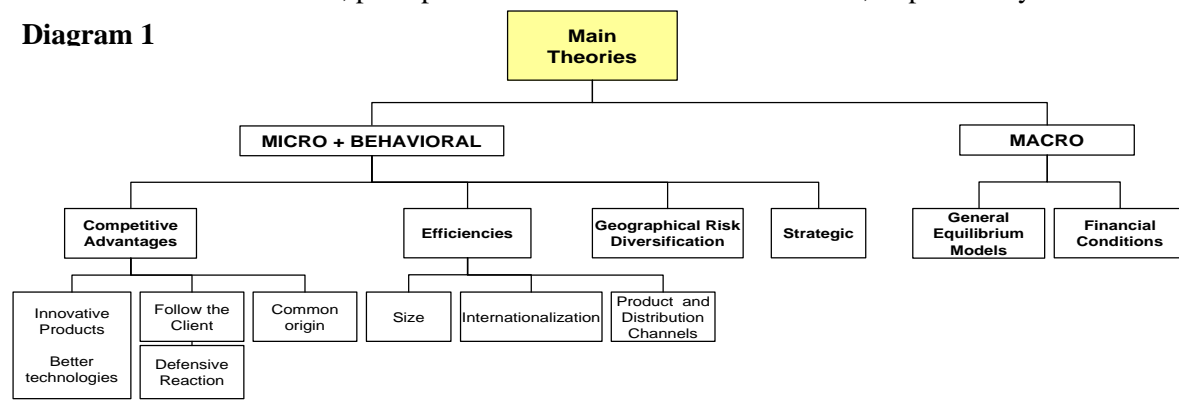 Diagram 1
Main
Theories
MICRO + BEHAVIORAL
MACRO
Competitive
Advantages
Efficiencies
Geographical Risk
Diversification
Strategic
General
Equilibrium
Models
Financial
Conditions
Innovative
Products
Better
technologies
Follow the
Client
Defensive
Reaction
Common
origin
Size
Internationalization
Product and
Distribution
Channels